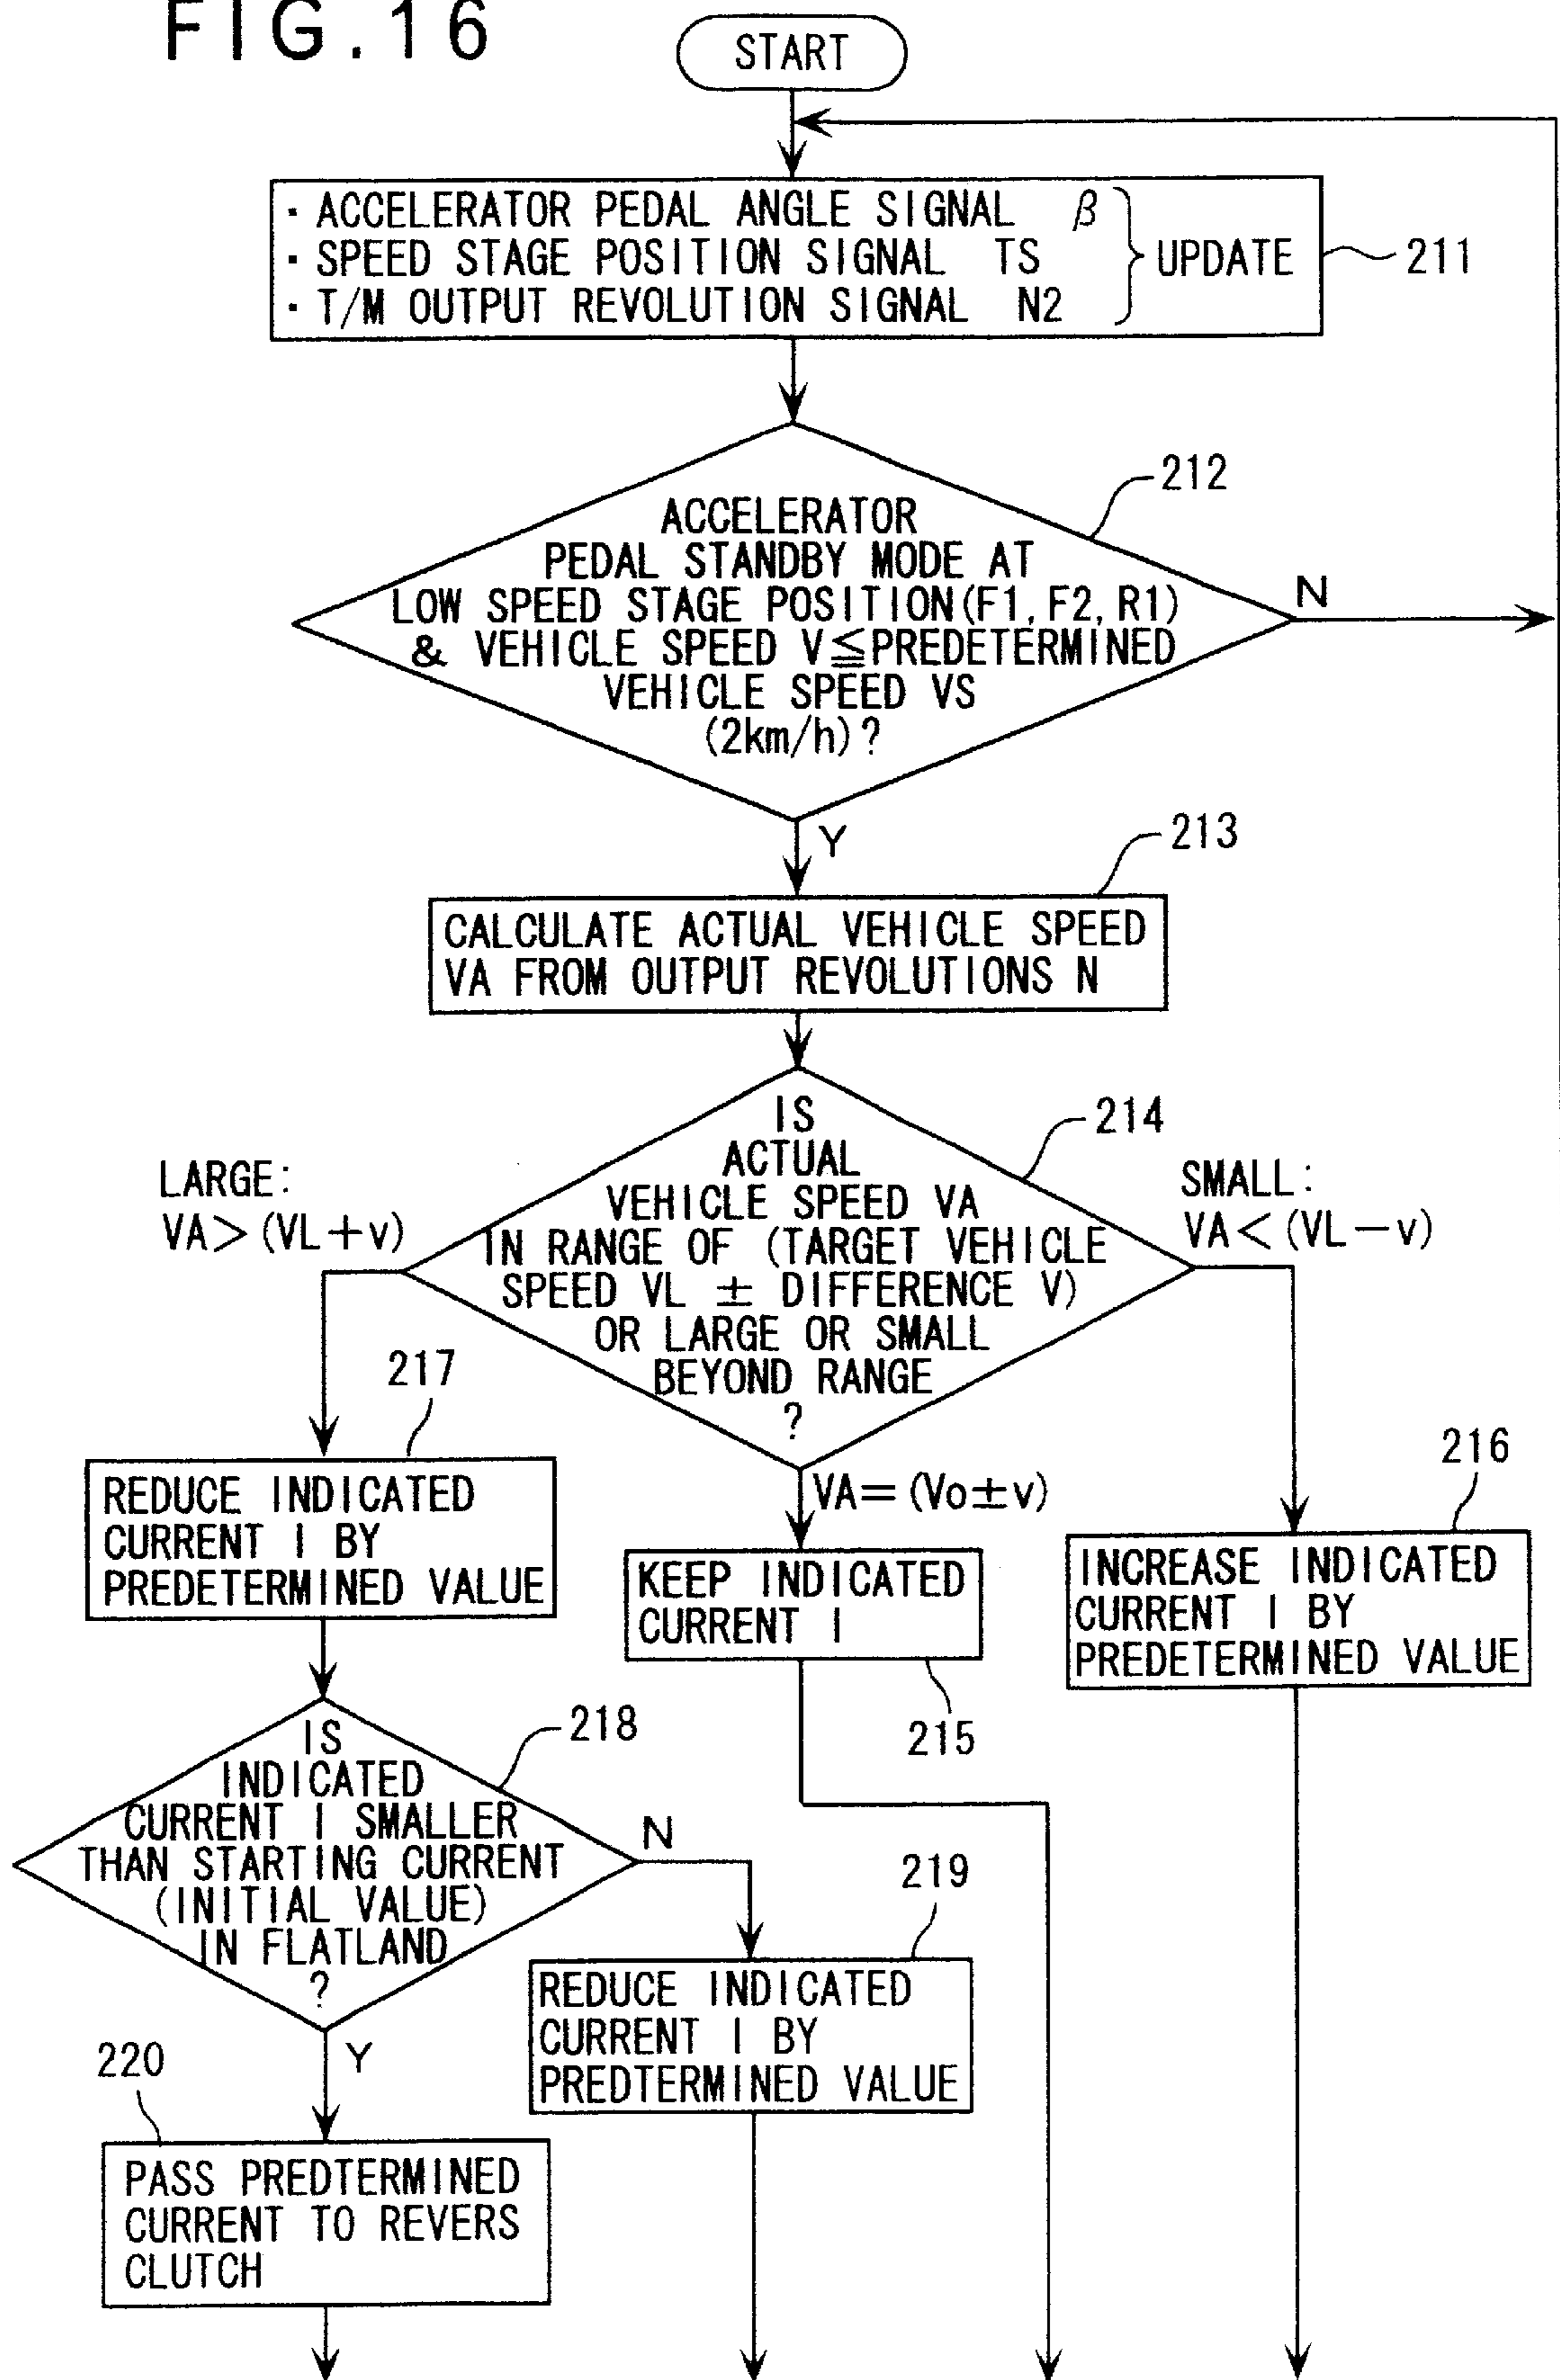 FIG.16
START
· ACCELERATOR PEDAL ANGLE SIGNAL β
· SPEED STAGE POSITION SIGNAL TS
· T/M OUTPUT REVOLUTION SIGNAL N2
UPDATE
211
212
ACCELERATOR
PEDAL STANDBY MODE AT
LOW SPEED STAGE POSITION(F1,F2,R1)
& VEHICLE SPEED V≦PREDETERMINED
VEHICLE SPEED VS
(2km/h)?
N
Y
213
CALCULATE ACTUAL VEHICLE SPEED
VA FROM OUTPUT REVOLUTIONS N
214
IS
ACTUAL
VEHICLE SPEED VA
IN RANGE OF (TARGET VEHICLE
SPEED VL ± DIFFERENCE V)
OR LARGE OR SMALL
BEYOND RANGE
?
LARGE:
VA>(VL+v)
SMALL:
VA<(VL−v)
VA=(Vo±v)
217
REDUCE INDICATED
CURRENT I BY
PREDETERMINED VALUE
KEEP INDICATED
CURRENT I
215
216
INCREASE INDICATED
CURRENT I BY
PREDETERMINED VALUE
218
IS
INDICATED
CURRENT I SMALLER
THAN STARTING CURRENT
(INITIAL VALUE)
IN FLATLAND
?
N
Y
219
REDUCE INDICATED
CURRENT I BY
PREDTERMINED VALUE
220
PASS PREDTERMINED
CURRENT TO REVERS
CLUTCH